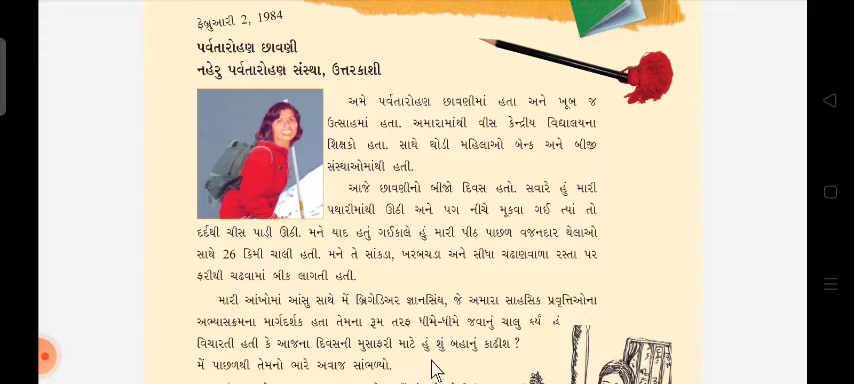 ફેબ્રુઆરી 2, 1984
પર્વતારોહણ છાવણી
નહેરુ પર્વતારોહણ સંસ્થા, ઉત્તરકાશી
અમે પર્વતારોહણ છાવણીમાં હતા અને ખૂબ જ
ઉત્સાહમાં હતા. અમારામાંથી વીસ કેન્દ્રીય વિદ્યાલયના
શિક્ષકો હતા. સાથે થોડી મહિલાઓ બેન્ક અને બીજી
સંસ્થાઓમાંથી હતી.
આજે છાવણીનો બીજો દિવસ હતો. સવારે હું મારી
પથારીમાંથી ઊઠી અને પગ નીચે મૂકવા ગઈ ત્યાં તો
દર્દથી ચીસ પાડી ઊઠી. મને યાદ હતું ગઈકાલે હું મારી પીઠ પાછળ વજનદાર થેલાઓ
સાથે 26 કિમી ચાલી હતી. મને તે સાંકડા, ખરબચડા અને સીધા ચઢાણવાળા રસ્તા પર
ફરીથી ચઢવામાં બીક લાગતી હતી.
મારી આંખોમાં આંસુ સાથે મેં બ્રિગેડિઅર જ્ઞાનસિંઘ, જે અમારા સાહસિક પ્રવૃત્તિઓના
અભ્યાસક્રમના માર્ગદર્શક હતા તેમના રૂમ તરફ ધીમે-ધીમે જવાનું ચાલુ કર્યું હું
વિચારતી હતી કે આજના દિવસની મુસાફરી માટે હું શું બહાનું કાઢીશ ?
મેં પાછળથી તેમનો ભારે અવાજ સાંભળ્યો.